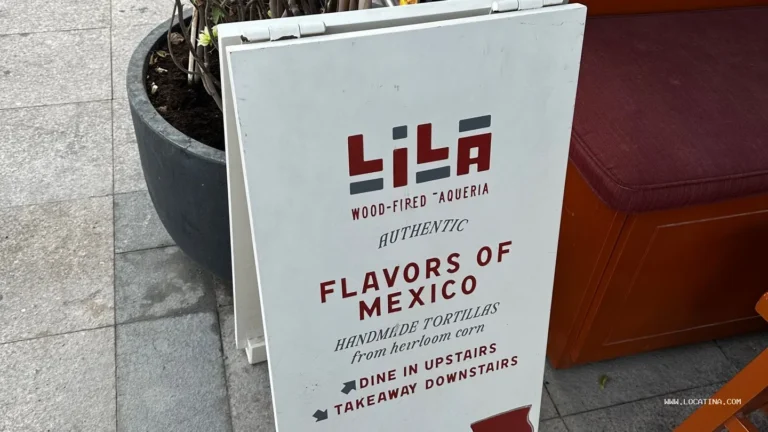 LiLA
WOOD-FIRED TAQUERIA
AUTHENTIC
FLAVORS OF
MEXICO
HANDMADE TORTILLAS
from heirloom corn
DINE IN UPSTAIRS
TAKEAWAY DOWNSTAIRS
WWW.LOCATINA.COM